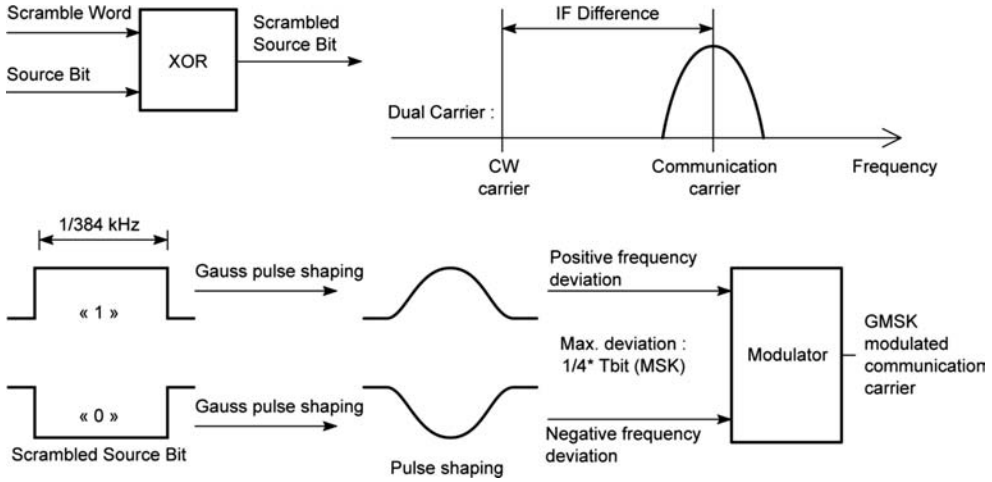 Scramble Word
Source Bit
XOR
Scrambled
Source Bit
IF Difference
Dual Carrier :
CW
carrier
Communication
carrier
Frequency
1/384 kHz
« 1 »
Gauss pulse shaping
Positive frequency
deviation
Max. deviation :
1/4* Tbit (MSK)
Modulator
GMSK
modulated
communication
carrier
« 0 »
Gauss pulse shaping
Negative frequency
deviation
Scrambled Source Bit
Pulse shaping